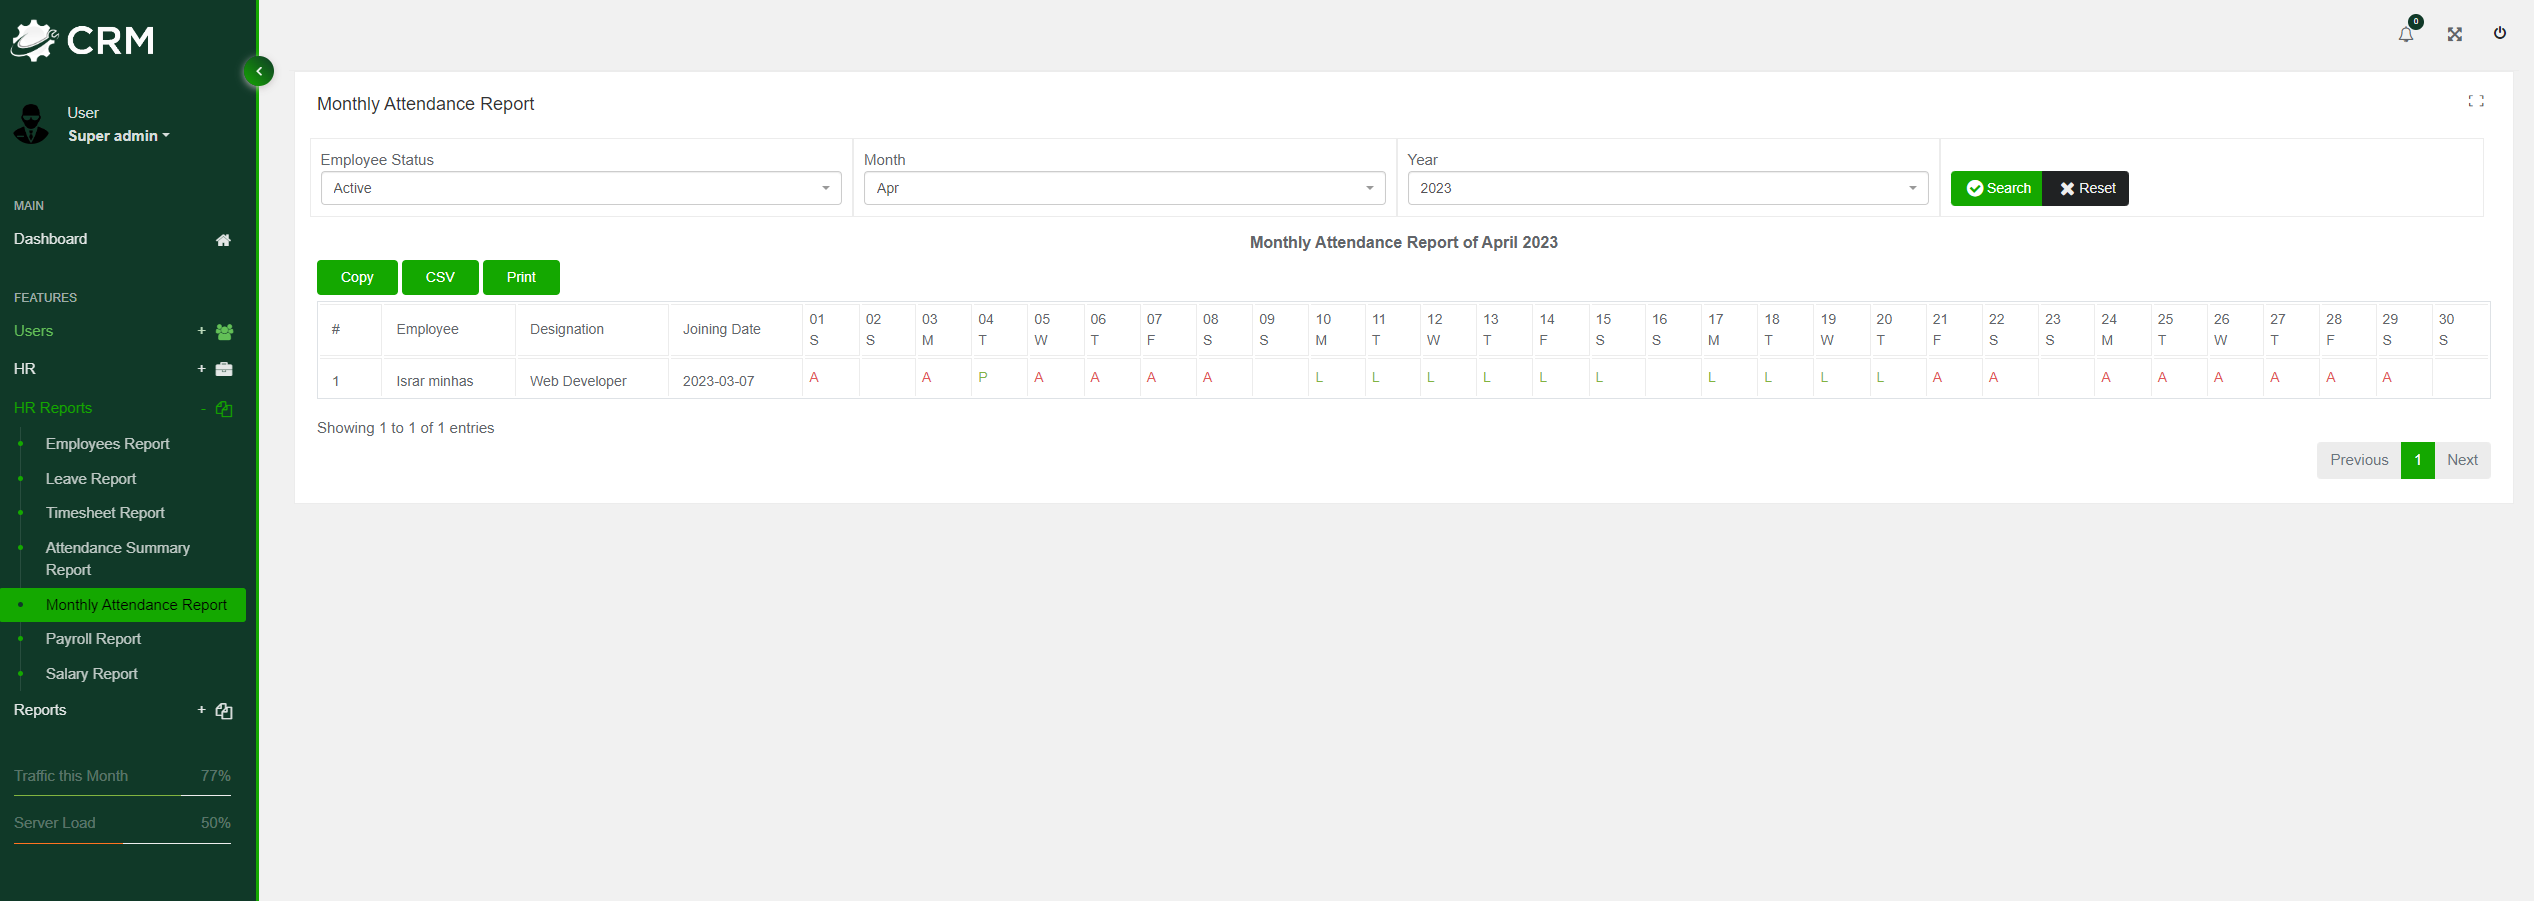 CRM
User
Super admin
MAIN
Dashboard
FEATURES
Users +
HR +
HR Reports -
Employees Report
Leave Report
Timesheet Report
Attendance Summary
Report
Monthly Attendance Report
Payroll Report
Salary Report
Reports +
Traffic this Month 77%
Server Load 50%
0
Monthly Attendance Report
Employee Status Month Year
Active Apr 2023 Search Reset
Monthly Attendance Report of April 2023
Copy CSV Print
# Employee Designation Joining Date 01 02 03 04 05 06 07 08 09 10 11 12 13 14 15 16 17 18 19 20 21 22 23 24 25 26 27 28 29 30
S S M T W T F S S M T W T F S S M T W T F S S M T W T F S S
1 Israr minhas Web Developer 2023-03-07 A A P A A A A L L L L L L L L L L A A A A A A A A
Showing 1 to 1 of 1 entries
Previous 1 Next